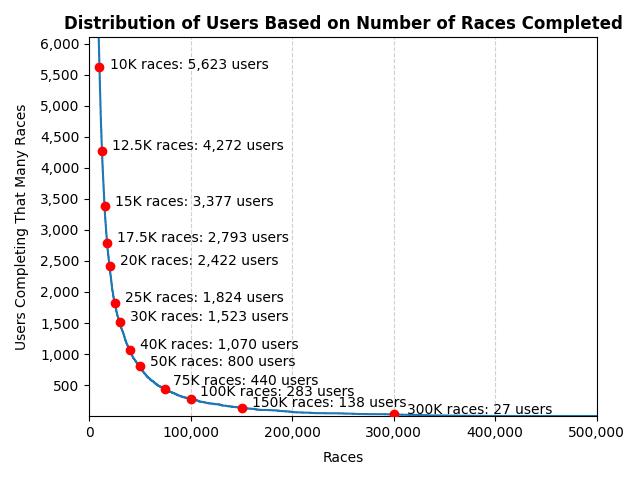 Distribution of Users Based on Number of Races Completed
Users Completing That Many Races
6,000
5,500
5,000
4,500
4,000
3,500
3,000
2,500
2,000
1,500
1,000
500
10K races: 5,623 users
12.5K races: 4,272 users
15K races: 3,377 users
17.5K races: 2,793 users
20K races: 2,422 users
25K races: 1,824 users
30K races: 1,523 users
40K races: 1,070 users
50K races: 800 users
75K races: 440 users
100K races: 283 users
150K races: 138 users
300K races: 27 users
0 100,000 200,000 300,000 400,000 500,000
Races